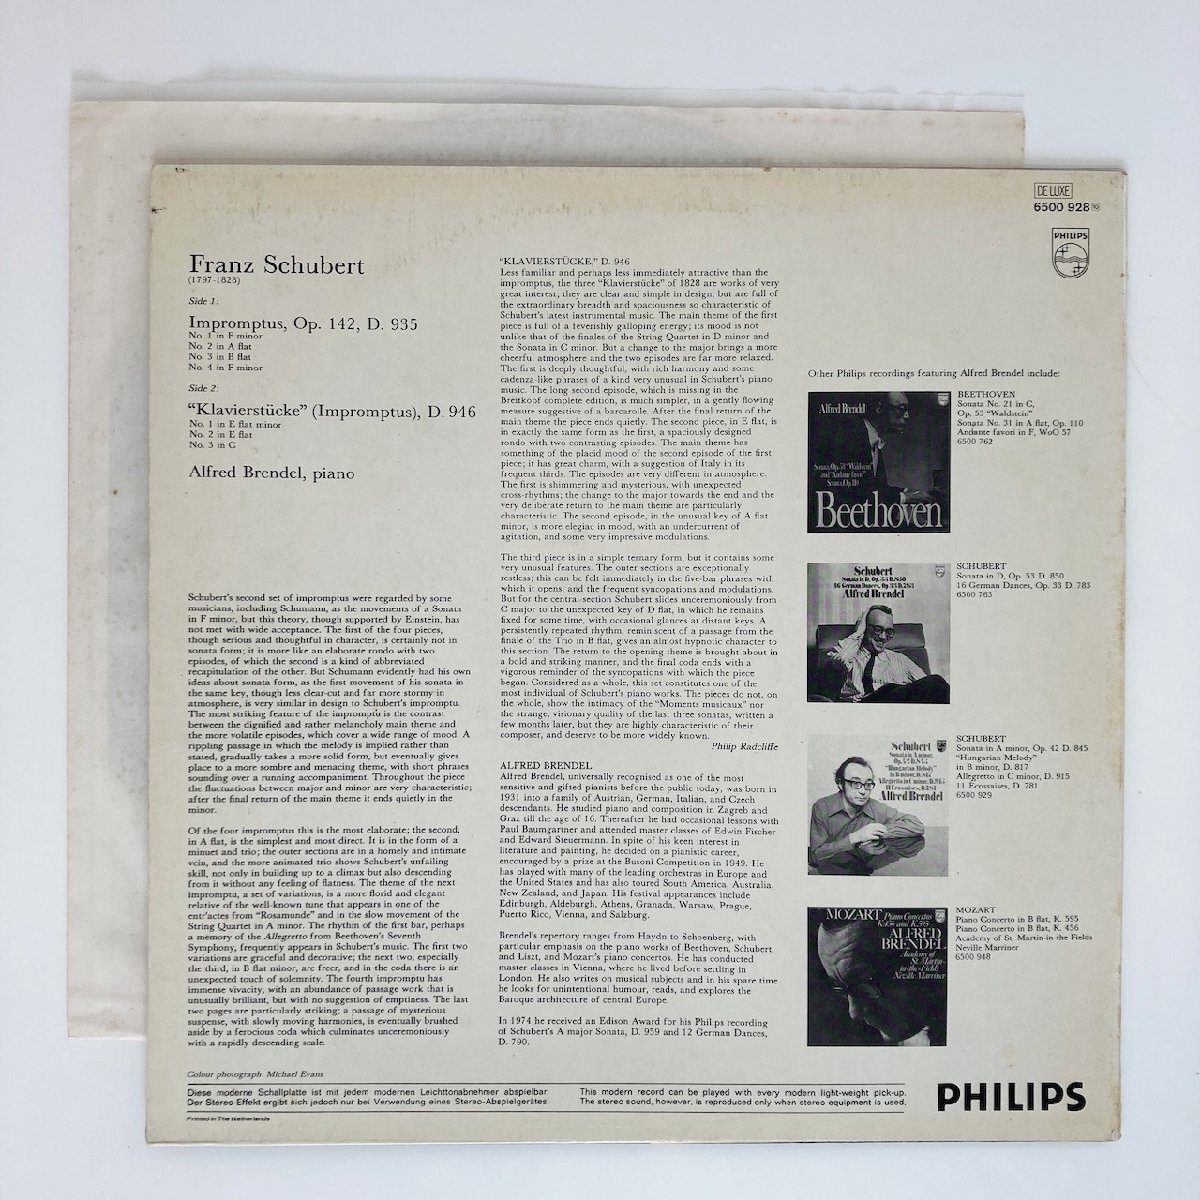 DE LUXE
6500 928
PHILIPS
Franz Schubert
(1797-1828)
Side 1:
Impromptus, Op. 142, D. 935
No. 1 in F minor
No. 2 in A flat
No. 3 in B flat
No. 4 in F minor
Side 2:
"Klavierstücke" (Impromptus), D. 946
No. 1 in E flat minor
No. 2 in E flat
No. 3 in C
Alfred Brendel, piano
Schubert's second set of impromptus were regarded by some
musicians, including Schumann, as the movements of a Sonata
in F minor, but this theory, though supported by Einstein, has
not met with wide acceptance. The first of the four pieces,
though serious and thoughtful in character, is certainly not in
sonata form; it is more like an elaborate rondo with two
episodes, of which the second is a kind of abbreviated
recapitulation of the other. But Schumann evidently had his own
ideas about sonata form, as the first movement of his sonata in
the same key, though less clear-cut and far more stormy in
atmosphere, is very similar in design to Schubert's impromptu.
The most striking feature of the impromptu is the contrast
between the dignified and rather melancholy main theme and
the more volatile episodes, which cover a wide range of mood. A
rippling passage in which the melody is implied rather than
stated, gradually takes a more solid form, but eventually gives
place to a more sombre and menacing theme, with short phrases
sounding over a running accompaniment. Throughout the piece
the fluctuations between major and minor are very characteristic;
after the final return of the main theme it ends quietly in the
minor.
Of the four impromptus this is the most elaborate; the second,
in A flat, is the simplest and most direct. It is in the form of a
minuet and trio; the outer sections are in a homely and intimate
vein, and the more animated trio shows Schubert's unfailing
skill, not only in building up to a climax but also descending
from it without any feeling of flatness. The theme of the next
impromptu, a set of variations, is a more florid and elegant
relative of the well-known tune that appears in one of the
entr'actes from "Rosamunde" and in the slow movement of the
String Quartet in A minor. The rhythm of the first bar, perhaps
a memory of the Allegretto from Beethoven's Seventh
Symphony, frequently appears in Schubert's music. The first two
variations are graceful and decorative; the next two, especially
the third, in B flat minor, are freer, and in the coda there is an
unexpected touch of solemnity. The fourth impromptu has
immense vivacity, with an abundance of passage work that is
unusually brilliant, but with no suggestion of emptiness. The last
two pages are particularly striking; a passage of mysterious
suspense, with slowly moving harmonies, is eventually brushed
aside by a ferocious coda which culminates unceremoniously
with a rapidly descending scale.
"KLAVIERSTÜCKE," D. 946
Less familiar and perhaps less immediately attractive than the
impromptus, the three "Klavierstücke" of 1828 are works of very
great interest; they are clear and simple in design, but are full of
the extraordinary breadth and spaciousness so characteristic of
Schubert's latest instrumental music. The main theme of the first
piece is full of a feverishly galloping energy; its mood is not
unlike that of the finales of the String Quartet in D minor and
the Sonata in C minor. But a change to the major brings a more
cheerful atmosphere and the two episodes are far more relaxed.
The first is deeply thoughtful, with rich harmony and some
cadenza-like phrases of a kind very unusual in Schubert's piano
music. The long second episode, which is missing in the
Breitkopf complete edition, is much simpler, in a gently flowing
measure suggestive of a barcarolle. After the final return of the
main theme the piece ends quietly. The second piece, in E flat, is
in exactly the same form as the first, a spaciously designed
rondo with two contrasting episodes. The main theme has
something of the placid mood of the second episode of the first
piece; it has great charm, with a suggestion of Italy in its
frequent thirds. The episodes are very different in atmosphere.
The first is shimmering and mysterious, with unexpected
cross-rhythms; the change to the major towards the end and the
very deliberate return to the main theme are particularly
characteristic. The second episode, in the unusual key of A flat
minor, is more elegiac in mood, with an undercurrent of
agitation, and some very impressive modulations.
The third piece is in a simple ternary form, but it contains some
very unusual features. The outer sections are exceptionally
restless; this can be felt immediately in the five-bar phrases with
which it opens, and the frequent syncopations and modulations.
But for the central section Schubert slices unceremoniously from
C major to the unexpected key of D flat, in which he remains
fixed for some time, with occasional glances at distant keys. A
persistently repeated rhythm, reminiscent of a passage from the
finale of the Trio in B flat, gives an almost hypnotic character to
this section. The return to the opening theme is brought about in
a bold and striking manner, and the final coda ends with a
vigorous reminder of the syncopations with which the piece
began. Considered as a whole, this set constitutes one of the
most individual of Schubert's piano works. The pieces do not, on
the whole, show the intimacy of the "Moments musicaux" nor
the strange, visionary quality of the last three sonatas, written a
few months later, but they are highly characteristic of their
composer, and deserve to be more widely known.
Philip Radcliffe
ALFRED BRENDEL
Alfred Brendel, universally recognised as one of the most
sensitive and gifted pianists before the public today, was born in
1931 into a family of Austrian, German, Italian, and Czech
descendants. He studied piano and composition in Zagreb and
Graz till the age of 16. Thereafter he had occasional lessons with
Paul Baumgartner and attended master classes of Edwin Fischer
and Edward Steuermann. In spite of his keen interest in
literature and painting, he decided on a pianistic career,
encouraged by a prize at the Busoni Competition in 1949. He
has played with many of the leading orchestras in Europe and
the United States and has also toured South America, Australia,
New Zealand, and Japan. His festival appearances include
Edinburgh, Aldeburgh, Athens, Granada, Warsaw, Prague,
Puerto Rico, Vienna, and Salzburg.
Brendel's repertory ranges from Haydn to Schoenberg, with
particular emphasis on the piano works of Beethoven, Schubert,
and Liszt, and Mozart's piano concertos. He has conducted
master classes in Vienna, where he lived before settling in
London. He also writes on musical subjects and in his spare time
he looks for unintentional humour, reads, and explores the
Baroque architecture of central Europe.
In 1974 he received an Edison Award for his Philips recording
of Schubert's A major Sonata, D. 959 and 12 German Dances,
D. 790.
Other Philips recordings featuring Alfred Brendel include:
Alfred Brendel
Sonata, Op. 53 "Waldstein"
and "Andante favori"
Sonata, Op. 110
Beethoven
BEETHOVEN
Sonata No. 21 in C,
Op. 53 "Waldstein"
Sonata No. 31 in A flat, Op. 110
Andante favori in F, WoO 57
6500 762
Schubert
Sonata in D, Op. 53 D.850
16 German Dances, Op. 33 D.783
Alfred Brendel
SCHUBERT
Sonata in D, Op. 53 D. 850
16 German Dances, Op. 33 D. 783
6500 763
Schubert
Sonata in A minor,
Op. 42 D.845
"Hungarian Melody"
in B minor, D.817
Allegretto in C minor, D.915
11 Ecossaises, D.781
Alfred Brendel
SCHUBERT
Sonata in A minor, Op. 42 D. 845
"Hungarian Melody"
in B minor, D. 817
Allegretto in C minor, D. 915
11 Ecossaises, D. 781
6500 929
MOZART Piano Concertos
K.456 and K.595
ALFRED
BRENDEL
Academy of
St. Martin-
in-the-Fields
Neville Marriner
MOZART
Piano Concerto in B flat, K. 595
Piano Concerto in B flat, K. 456
Academy of St. Martin-in-the-Fields
Neville Marriner
6500 948
Colour photograph: Michael Evans
Diese moderne Schallplatte ist mit jedem modernen Leichttonabnehmer abspielbar
Der Stereo-Effekt ergibt sich jedoch nur bei Verwendung eines Stereo-Abspielgerätes
This modern record can be played with every modern light-weight pick-up.
The stereo sound, however, is reproduced only when stereo equipment is used.
Printed in The Netherlands
PHILIPS